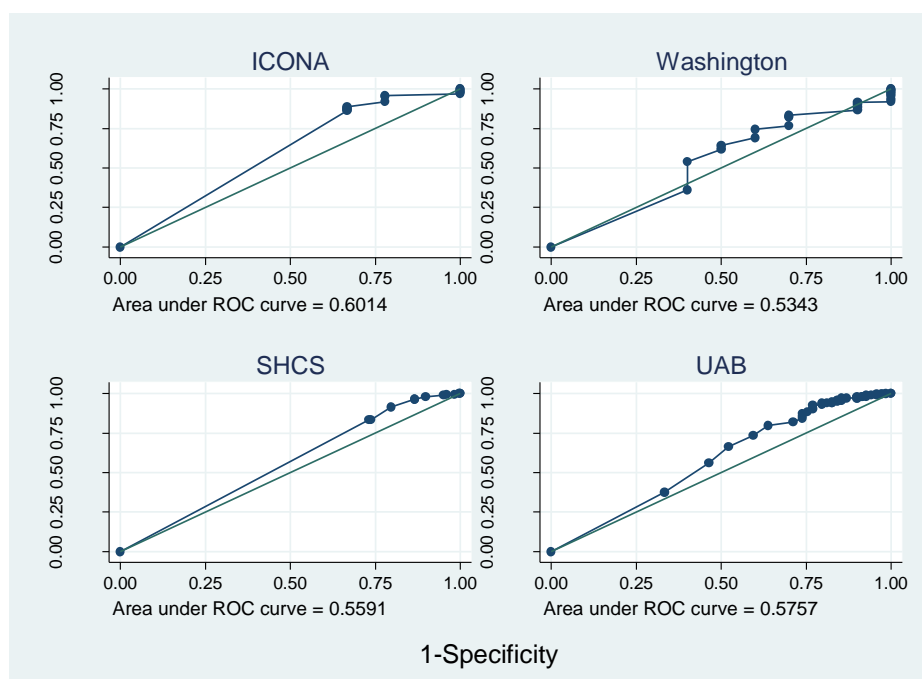 ICONA
Washington
0.00 0.25 0.50 0.75 1.00
0.00 0.25 0.50 0.75 1.00
0.00 0.25 0.50 0.75 1.00
0.00 0.25 0.50 0.75 1.00
Area under ROC curve = 0.6014
Area under ROC curve = 0.5343
SHCS
UAB
0.00 0.25 0.50 0.75 1.00
0.00 0.25 0.50 0.75 1.00
0.00 0.25 0.50 0.75 1.00
0.00 0.25 0.50 0.75 1.00
Area under ROC curve = 0.5591
Area under ROC curve = 0.5757
1-Specificity